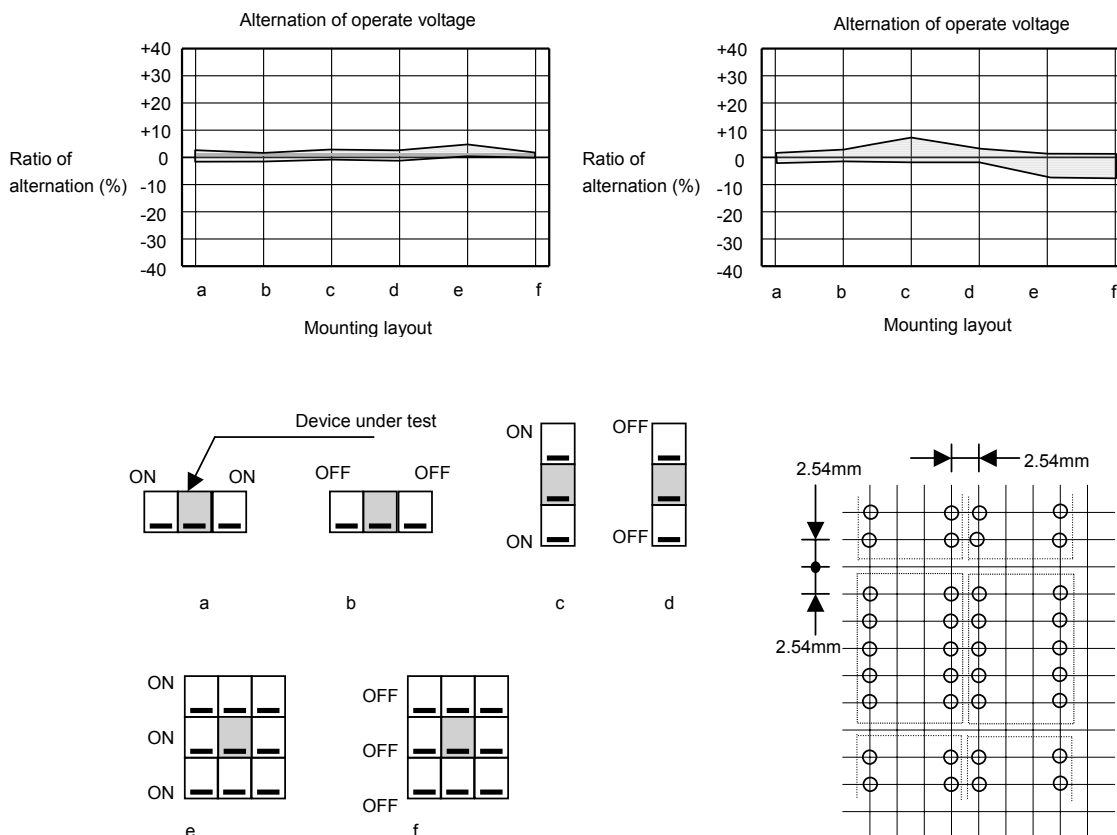 Alternation of operate voltage
+40
+30
+20
+10
0
-10
-20
-30
-40
Ratio of
alternation (%)
a b c d e f
Mounting layout
Alternation of operate voltage
+40
+30
+20
+10
0
-10
-20
-30
-40
Ratio of
alternation (%)
a b c d e f
Mounting layout
Device under test
ON ON
a
OFF OFF
b
ON
ON
c
OFF
OFF
d
2.54mm
2.54mm
2.54mm
ON
ON
ON
e
OFF
OFF
OFF
f